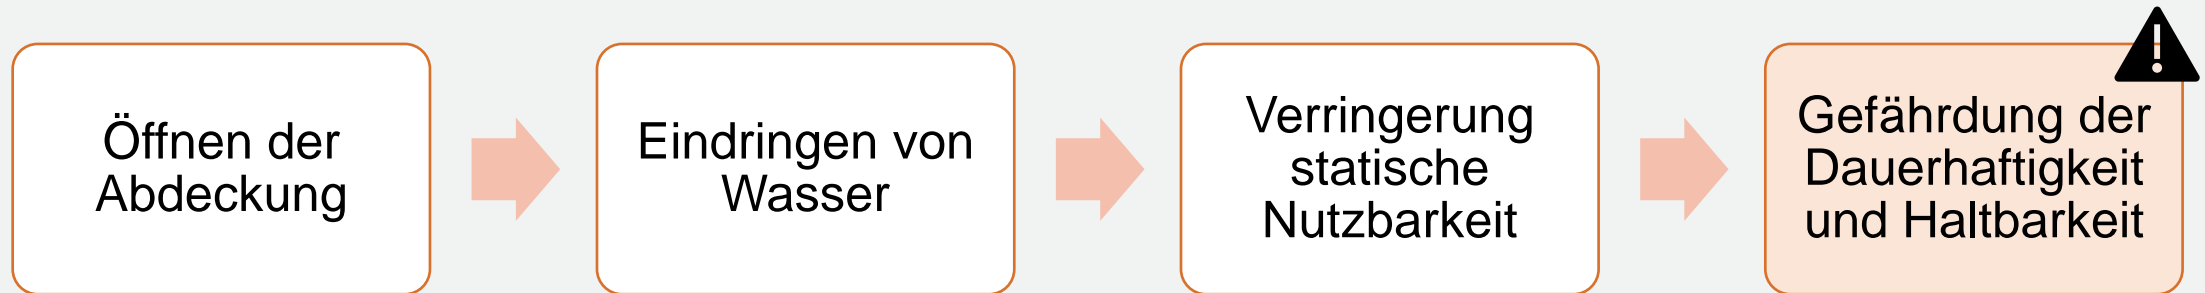 Öffnen der
Abdeckung
Eindringen von
Wasser
Verringerung
statische
Nutzbarkeit
Gefährdung der
Dauerhaftigkeit
und Haltbarkeit